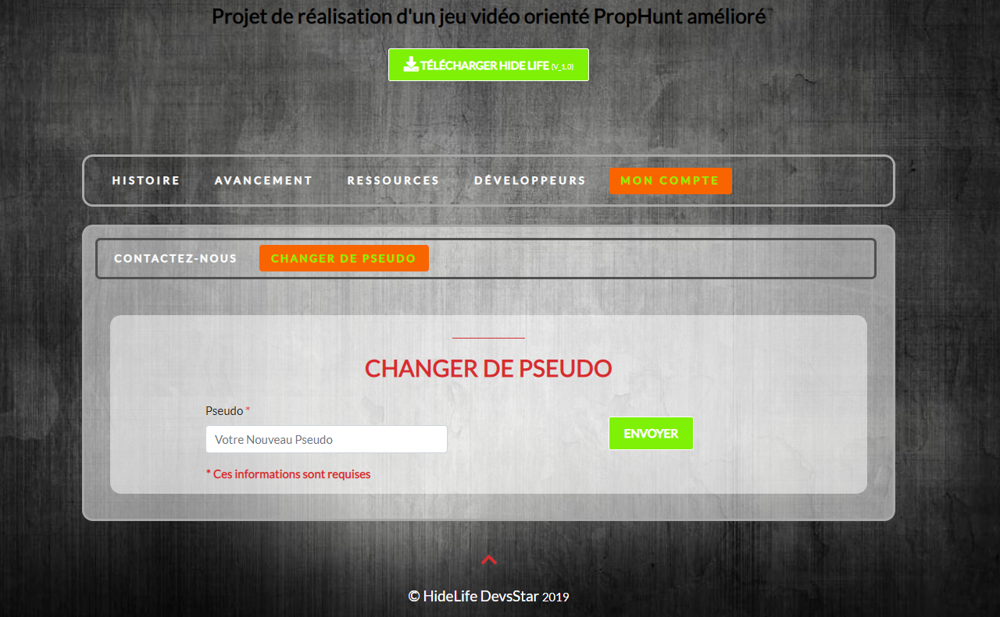 Projet de réalisation d'un jeu vidéo orienté PropHunt amélioré
TÉLÉCHARGER HIDE LIFE (V_1.0)
HISTOIRE AVANCEMENT RESSOURCES DÉVELOPPEURS MON COMPTE
CONTACTEZ-NOUS CHANGER DE PSEUDO
CHANGER DE PSEUDO
Pseudo *
Votre Nouveau Pseudo
ENVOYER
* Ces informations sont requises
© HideLife DevsStar 2019